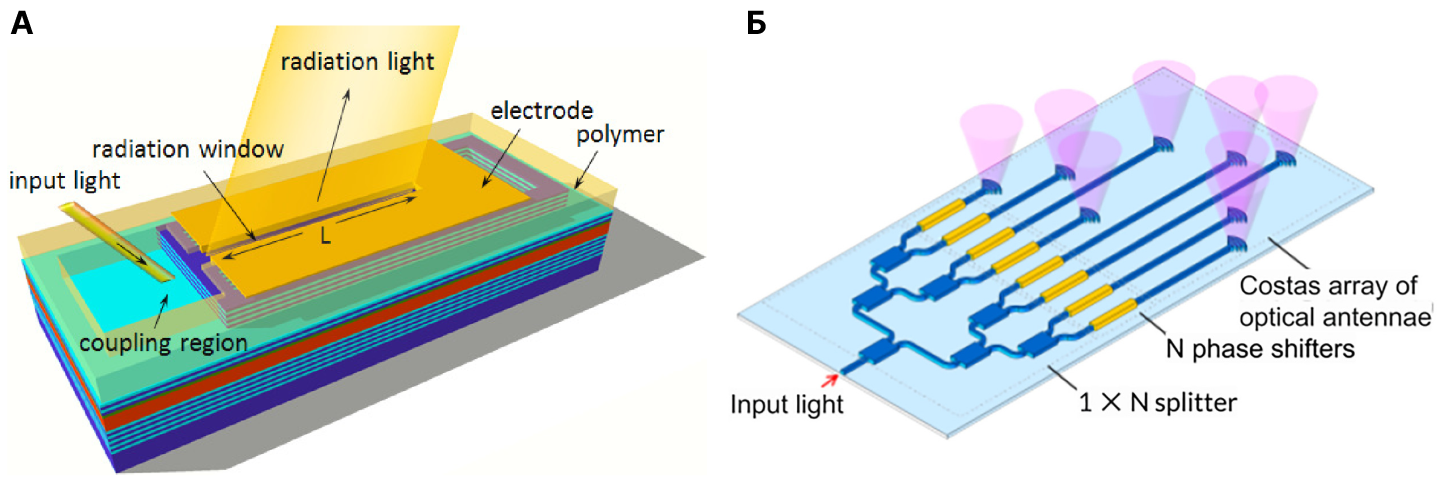 А
radiation light
electrode
polymer
radiation window
input light
L
coupling region
Б
Costas array of
optical antennae
N phase shifters
1 × N splitter
Input light